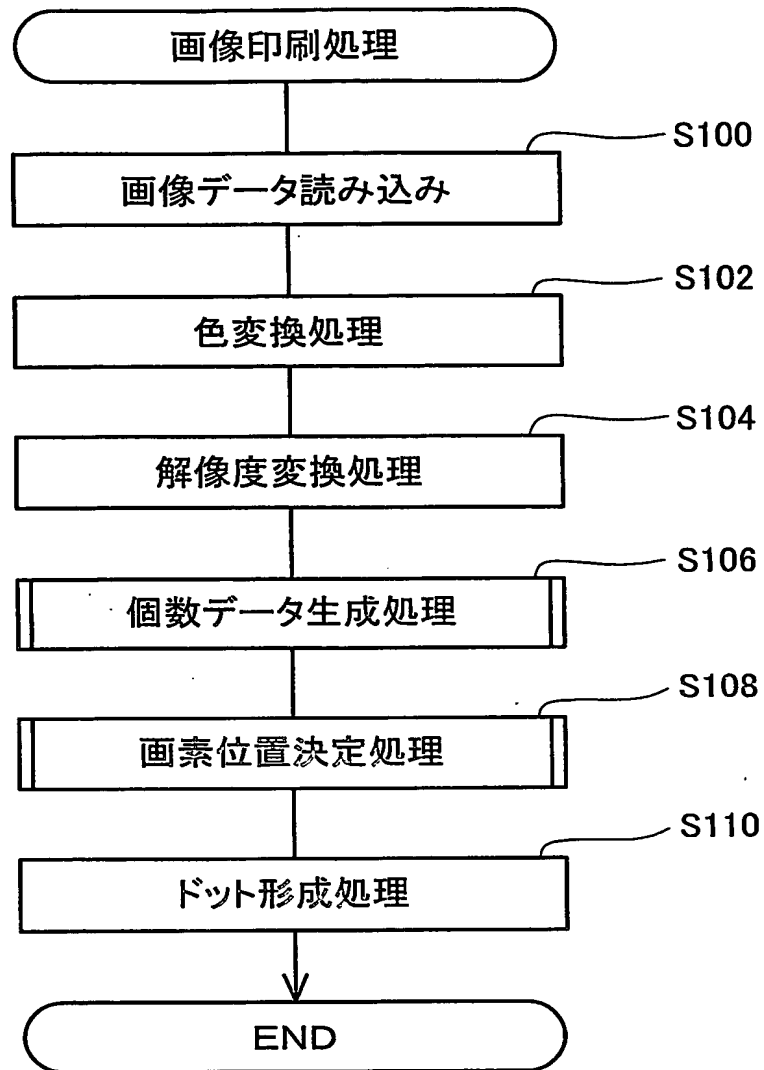 画像印刷処理
S100
画像データ読み込み
S102
色変換処理
S104
解像度変換処理
S106
個数データ生成処理
S108
画素位置決定処理
S110
ドット形成処理
END